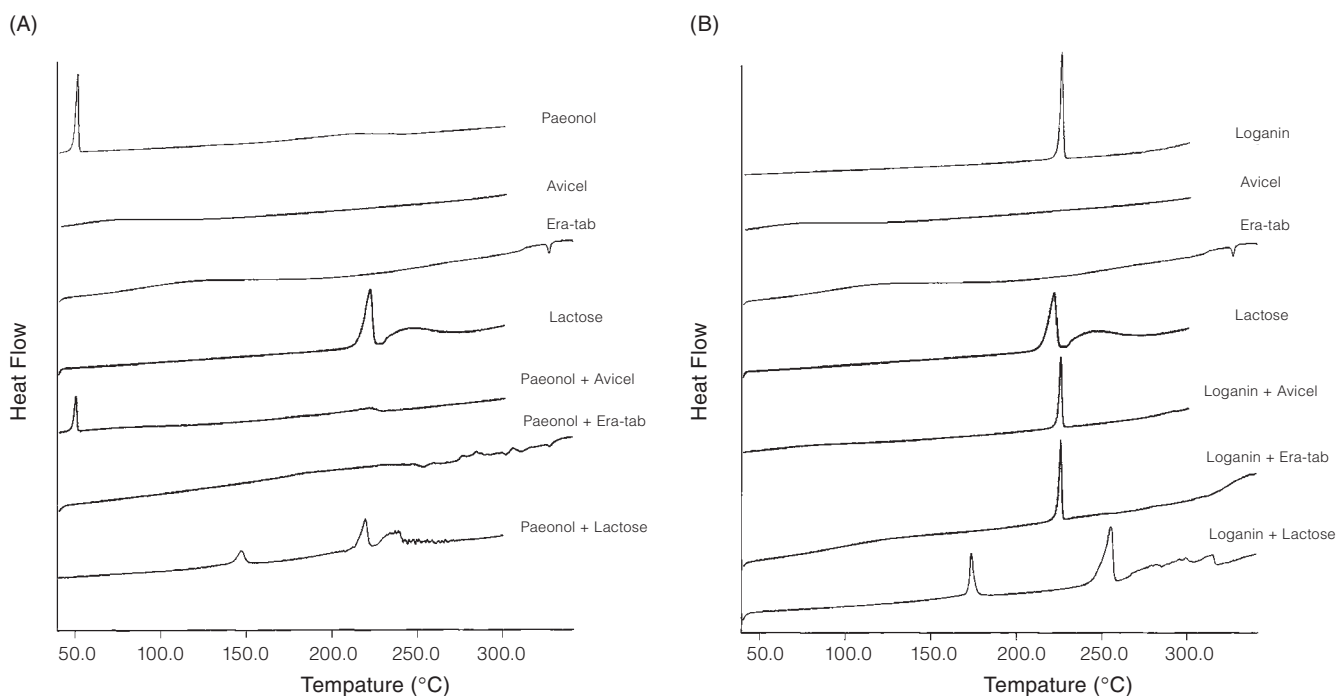 (A)
Paeonol
Avicel
Era-tab
Lactose
Paeonol + Avicel
Paeonol + Era-tab
Paeonol + Lactose
Heat Flow
50.0 100.0 150.0 200.0 250.0 300.0
Tempature (°C)
(B)
Loganin
Avicel
Era-tab
Lactose
Loganin + Avicel
Loganin + Era-tab
Loganin + Lactose
Heat Flow
50.0 100.0 150.0 200.0 250.0 300.0
Tempature (°C)